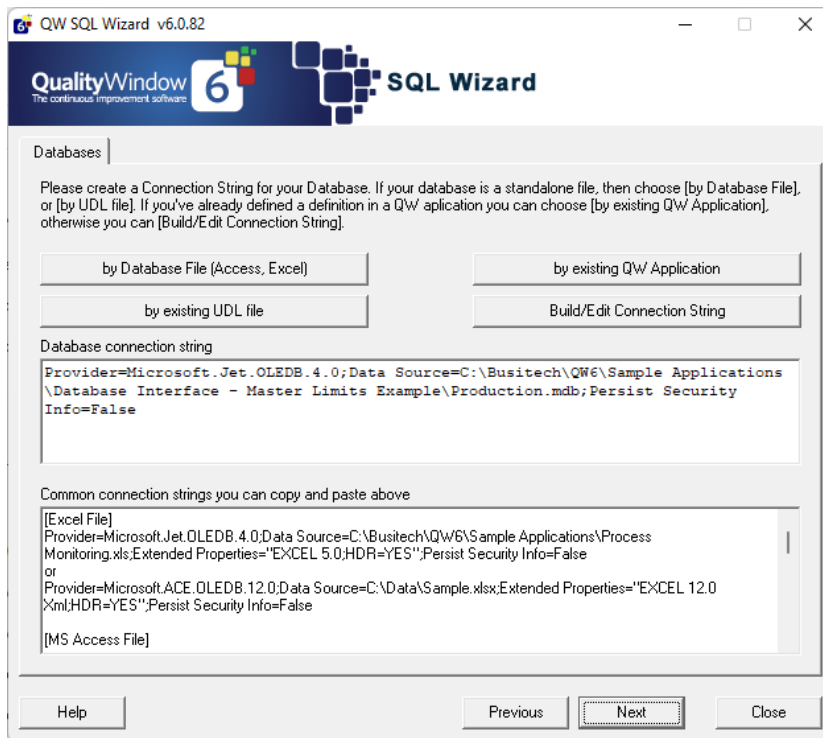 QW SQL Wizard v6.0.82
QualityWindow 6
The continuous improvement software
SQL Wizard
Databases
Please create a Connection String for your Database. If your database is a standalone file, then choose [by Database File],
or [by UDL file]. If you've already defined a definition in a QW aplication you can choose [by existing QW Application],
otherwise you can [Build/Edit Connection String].
by Database File (Access, Excel)
by existing QW Application
by existing UDL file
Build/Edit Connection String
Database connection string
Provider=Microsoft.Jet.OLEDB.4.0;Data Source=C:\Busitech\QW6\Sample Applications
\Database Interface - Master Limits Example\Production.mdb;Persist Security
Info=False
Common connection strings you can copy and paste above
[Excel File]
Provider=Microsoft.Jet.OLEDB.4.0;Data Source=C:\Busitech\QW6\Sample Applications\Process
Monitoring.xls;Extended Properties="EXCEL 5.0;HDR=YES";Persist Security Info=False
or
Provider=Microsoft.ACE.OLEDB.12.0;Data Source=C:\Data\Sample.xlsx;Extended Properties="EXCEL 12.0
Xml;HDR=YES";Persist Security Info=False
[MS Access File]
Help
Previous
Next
Close